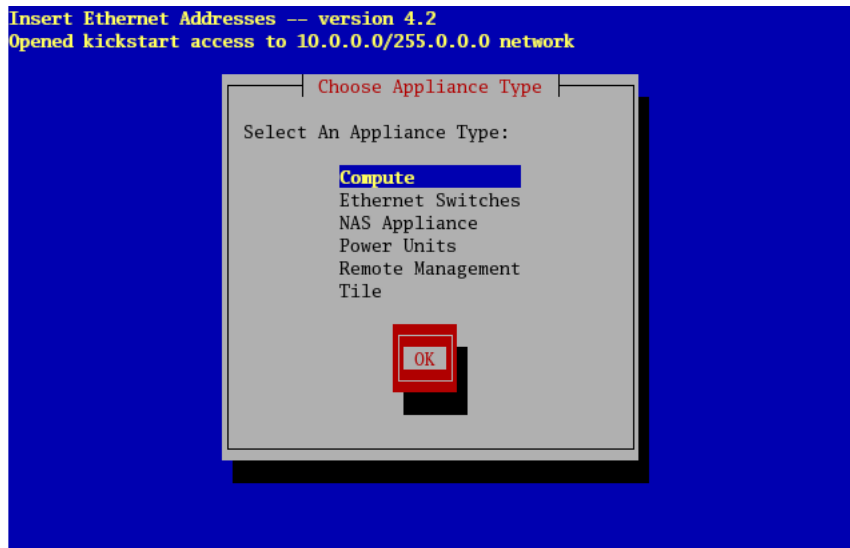 Insert Ethernet Addresses -- version 4.2
Opened kickstart access to 10.0.0.0/255.0.0.0 network
Choose Appliance Type
Select An Appliance Type:
Compute
Ethernet Switches
NAS Appliance
Power Units
Remote Management
Tile
OK